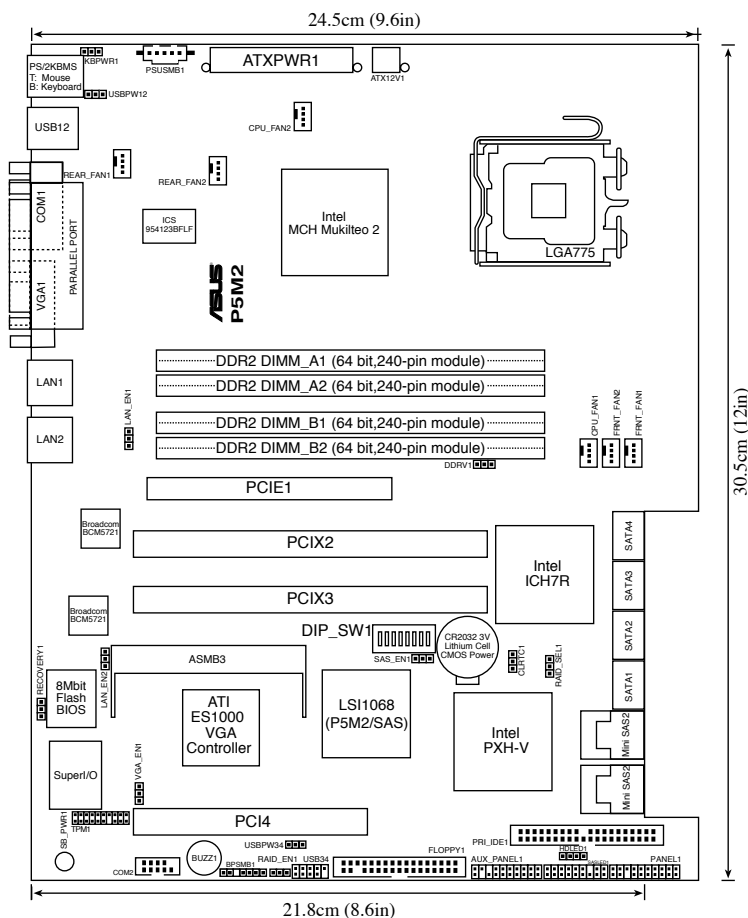 24.5cm (9.6in)
KBPWR1
PSUSMB1
ATXPWR1
ATX12V1
PS/2KBMS
T: Mouse
B: Keyboard
USBPW12
USB12
CPU_FAN2
REAR_FAN1
REAR_FAN2
COM1
PARALLEL PORT
VGA1
ICS
954123BFLF
Intel
MCH Mukilteo 2
LGA775
ASUS
P5M2
DDR2 DIMM_A1 (64 bit,240-pin module)
DDR2 DIMM_A2 (64 bit,240-pin module)
DDR2 DIMM_B1 (64 bit,240-pin module)
DDR2 DIMM_B2 (64 bit,240-pin module)
LAN1
LAN_EN1
LAN2
CPU_FAN1
FRNT_FAN2
FRNT_FAN1
30.5cm (12in)
DDRV1
PCIE1
Broadcom
BCM5721
PCIX2
Intel
ICH7R
SATA4
SATA3
PCIX3
Broadcom
BCM5721
DIP_SW1
CR2032 3V
Lithium Cell
CMOS Power
SATA2
SAS_EN1
CLRTC1
RAID_SEL1
RECOVERY1
LAN_EN2
ASMB3
8Mbit
Flash
BIOS
ATI
ES1000
VGA
Controller
LSI1068
(P5M2/SAS)
Intel
PXH-V
SATA1
Mini SAS2
Mini SAS2
SuperI/O
VGA_EN1
SB_PWR1
TPM1
PCI4
PRI_IDE1
USBPW34
HDLED1
COM2
BUZZ1
BPSMB1
RAID_EN1
USB34
FLOPPY1
AUX_PANEL1
SASLED1
PANEL1
21.8cm (8.6in)